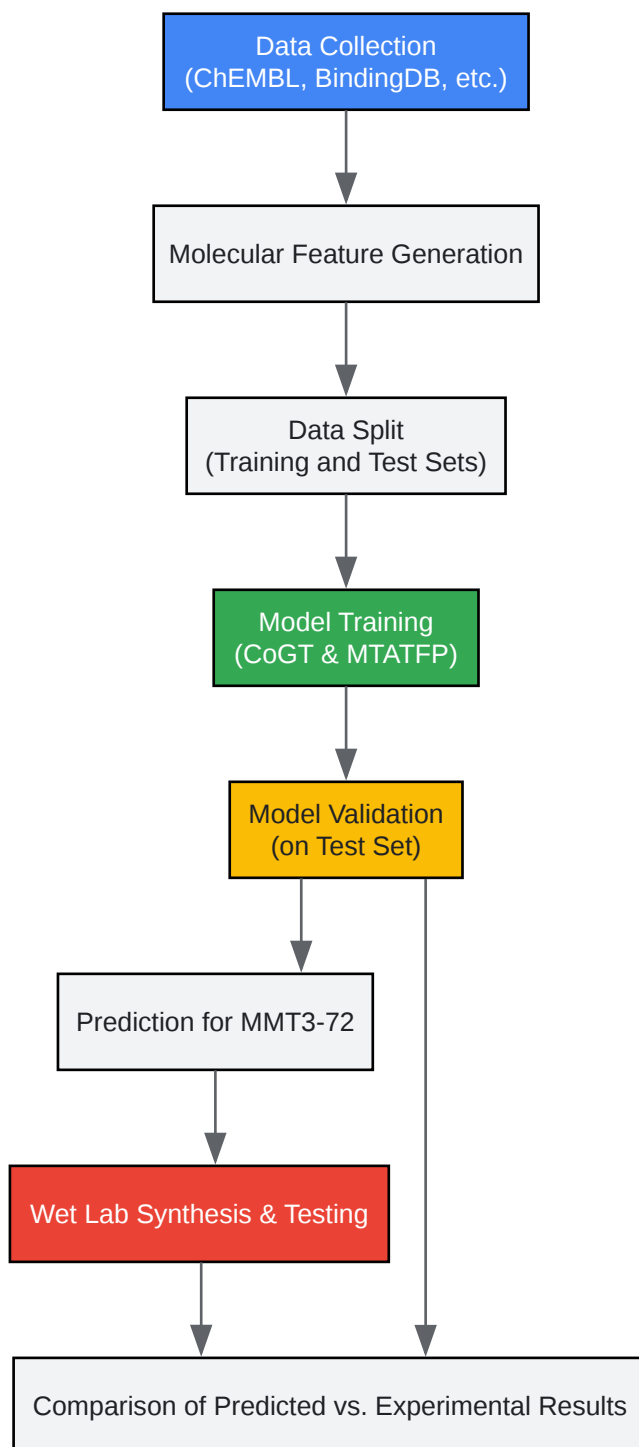 Data Collection
(ChEMBL, BindingDB, etc.)
Molecular Feature Generation
Data Split
(Training and Test Sets)
Model Training
(CoGT & MTATFP)
Model Validation
(on Test Set)
Prediction for MMT3-72
Wet Lab Synthesis & Testing
Comparison of Predicted vs. Experimental Results